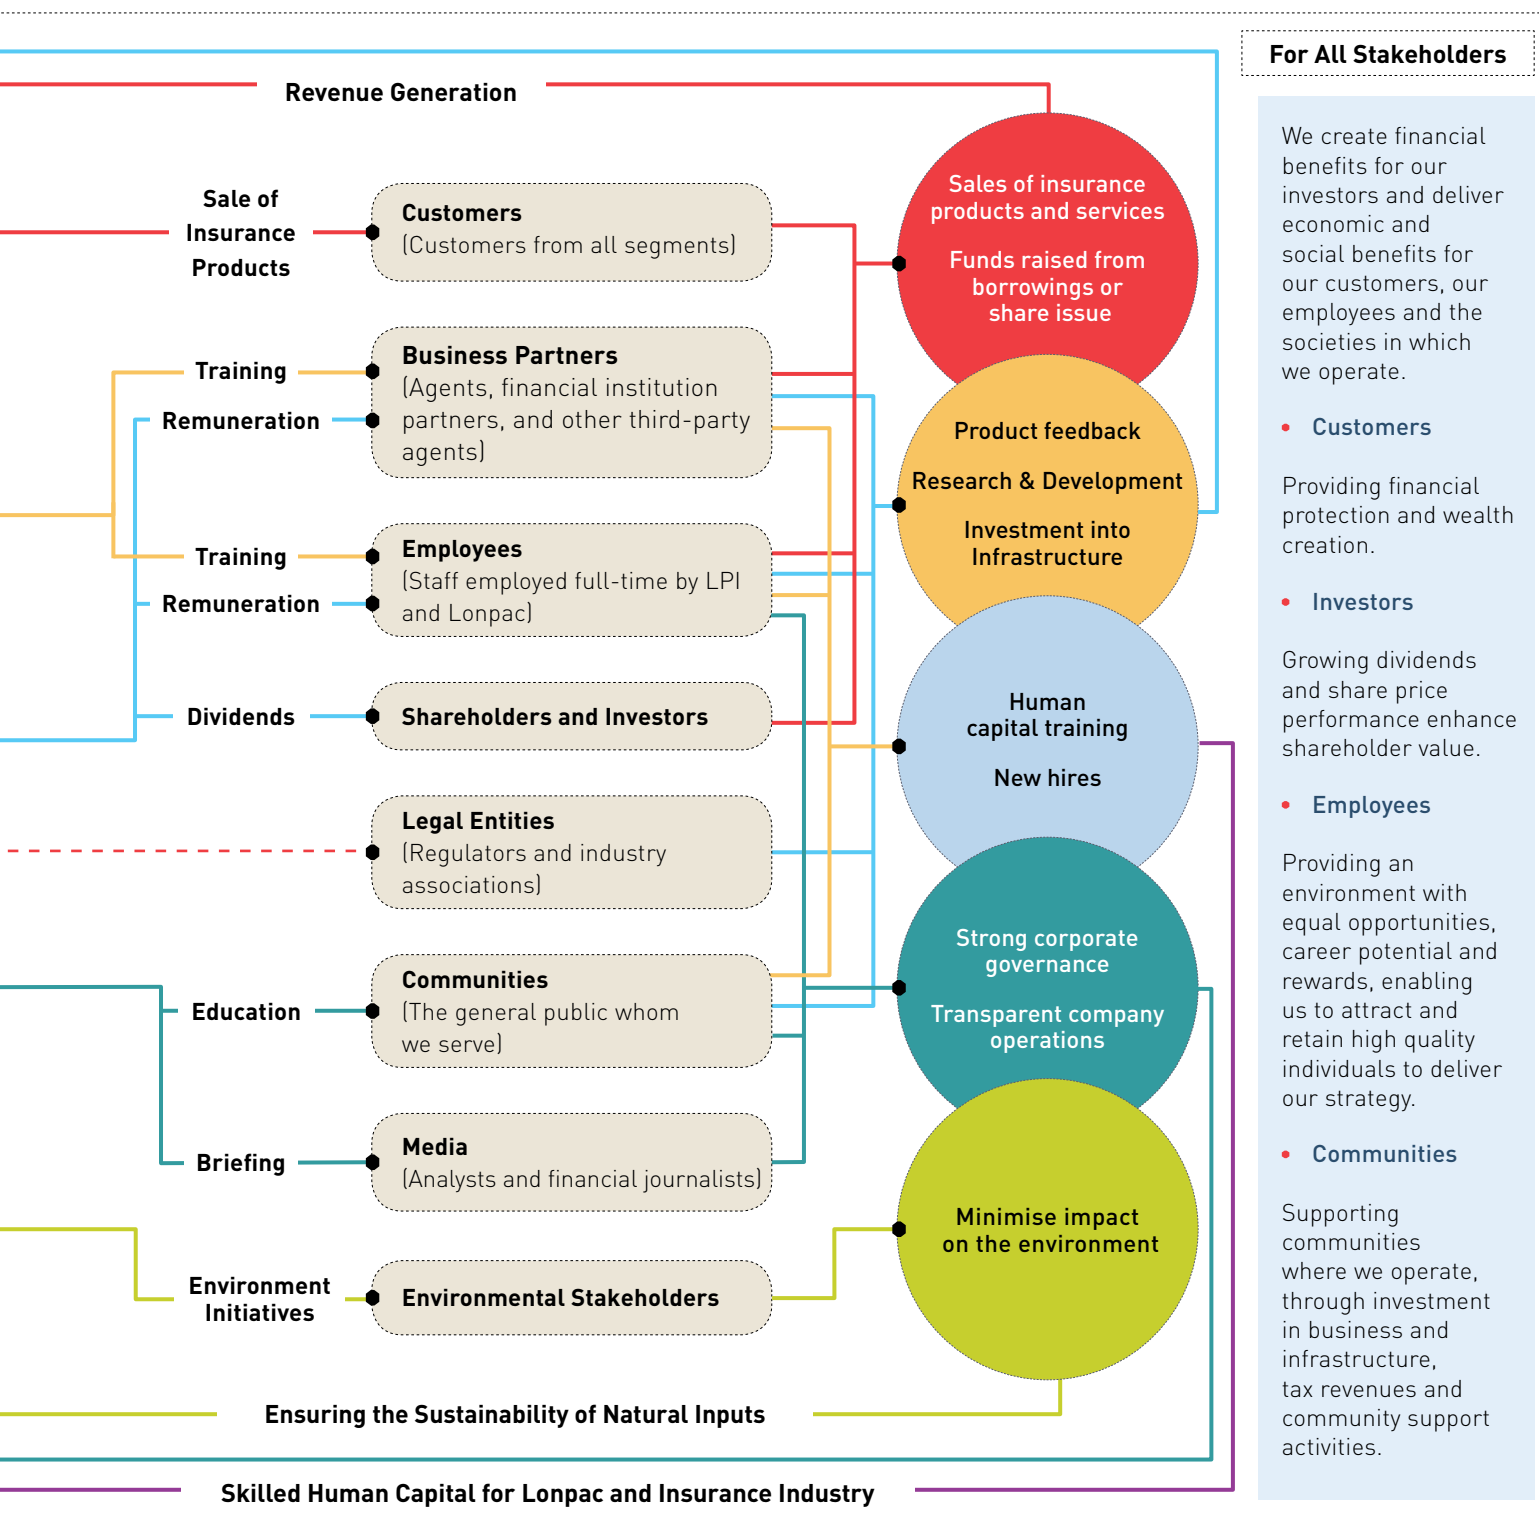 Revenue Generation
Sale of
Insurance
Products
Customers
(Customers from all segments)
Training
Remuneration
Business Partners
(Agents, financial institution
partners, and other third-party
agents)
Training
Remuneration
Employees
(Staff employed full-time by LPI
and Lonpac)
Dividends
Shareholders and Investors
Legal Entities
(Regulators and industry
associations)
Education
Communities
(The general public whom
we serve)
Briefing
Media
(Analysts and financial journalists)
Environment
Initiatives
Environmental Stakeholders
Ensuring the Sustainability of Natural Inputs
Skilled Human Capital for Lonpac and Insurance Industry
Sales of insurance
products and services
Funds raised from
borrowings or
share issue
Product feedback
Research & Development
Investment into
Infrastructure
Human
capital training
New hires
Strong corporate
governance
Transparent company
operations
Minimise impact
on the environment
For All Stakeholders
We create financial
benefits for our
investors and deliver
economic and
social benefits for
our customers, our
employees and the
societies in which
we operate.
• Customers
Providing financial
protection and wealth
creation.
• Investors
Growing dividends
and share price
performance enhance
shareholder value.
• Employees
Providing an
environment with
equal opportunities,
career potential and
rewards, enabling
us to attract and
retain high quality
individuals to deliver
our strategy.
• Communities
Supporting
communities
where we operate,
through investment
in business and
infrastructure,
tax revenues and
community support
activities.